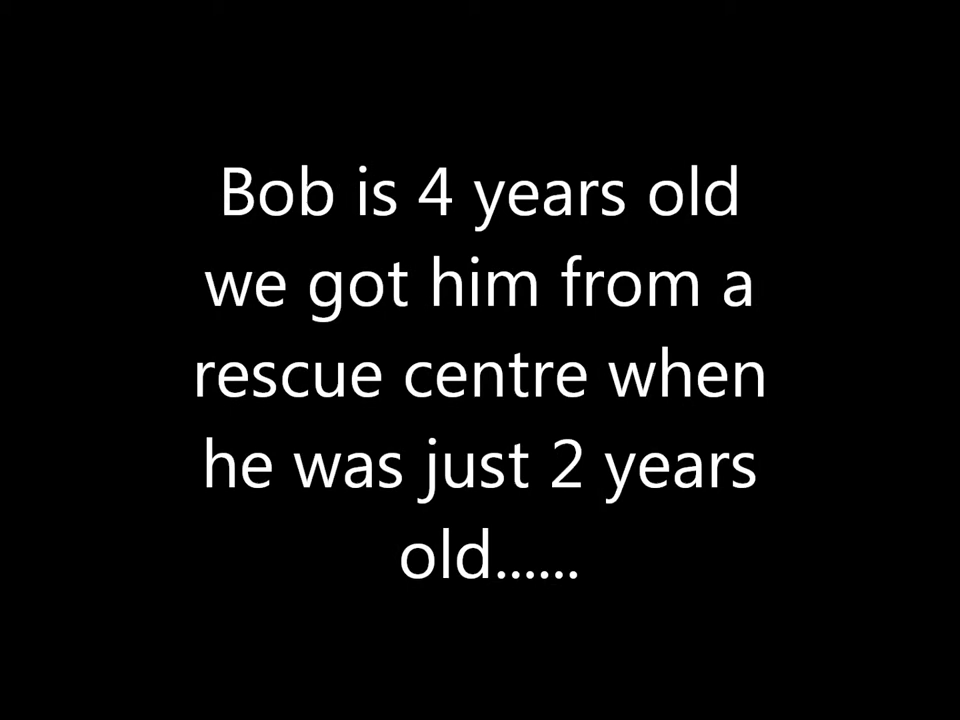 Bob is 4 years old
we got him from a
rescue centre when
he was just 2 years
old......